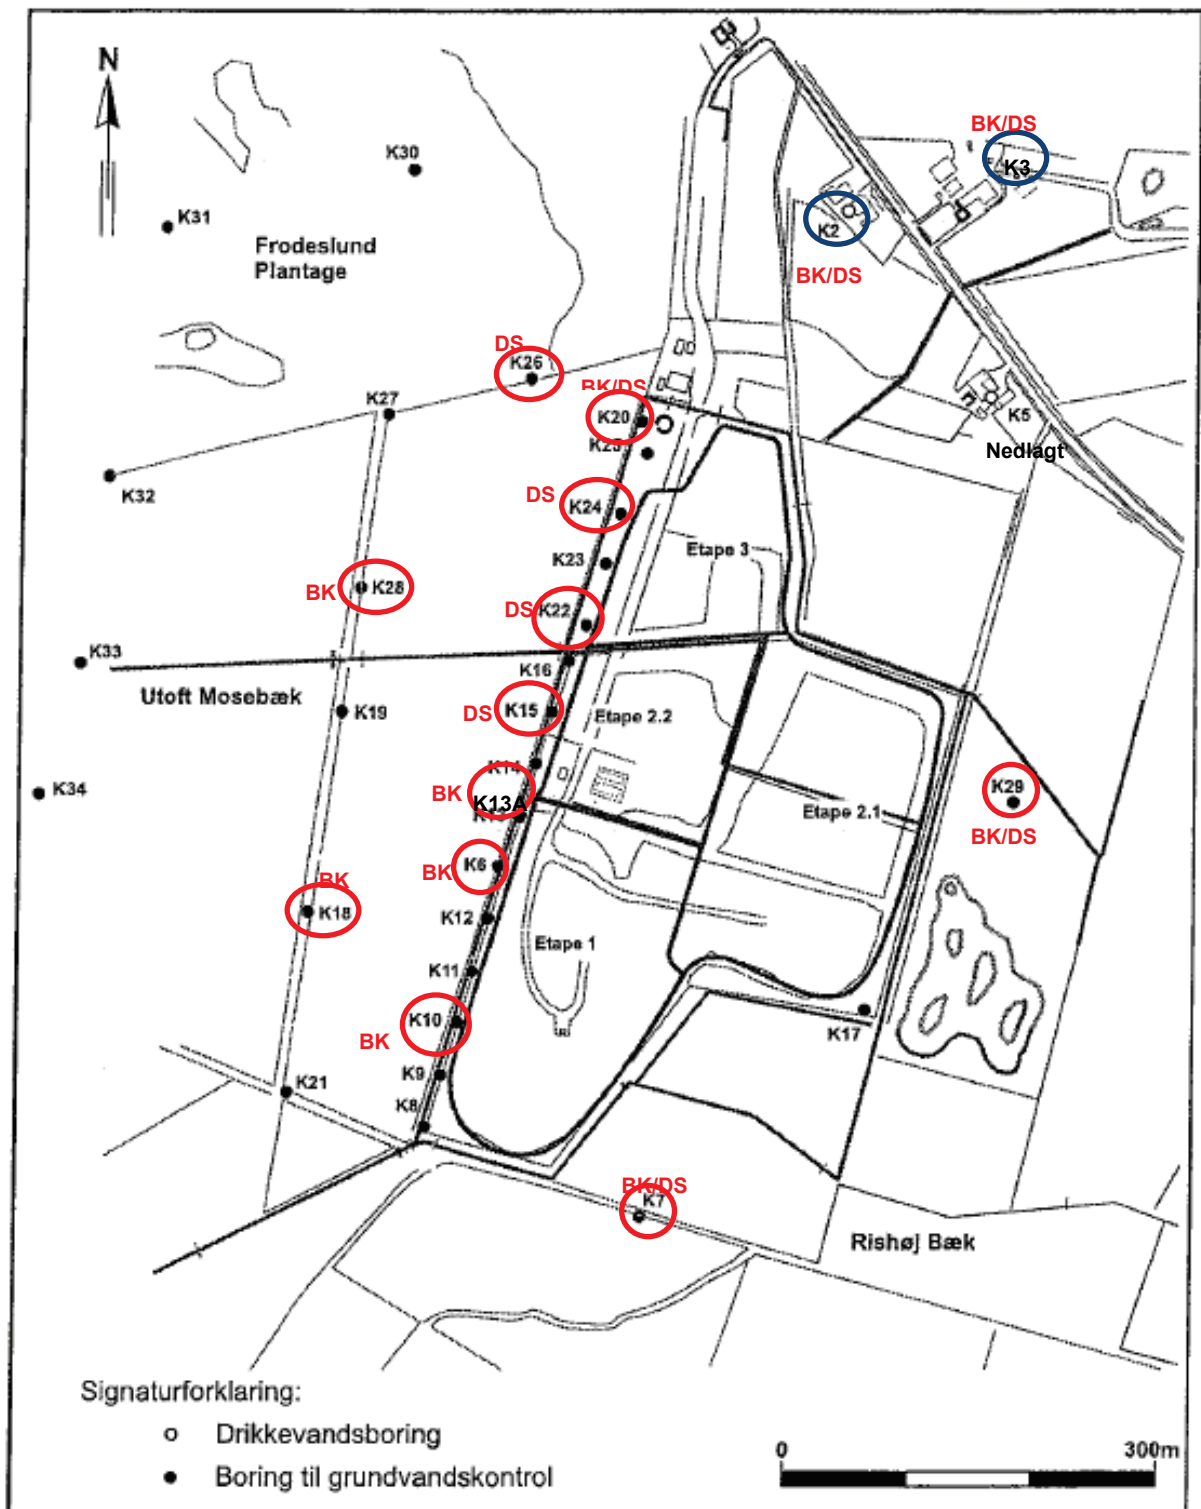 N
BK/DS
K3
K30
K31
K2
Frodeslund
Plantage
BK/DS
DS
K26
BK/DS
K27
K20
K5
K25
Nedlagt
K32
DS
K24
Etape 3
K23
BK
K28
DS
K22
K33
K16
Utoft Mosebæk
K19
DS
K15
Etape 2.2
K14
K34
BK
K13A
K29
Etape 2.1
BK/DS
BK
K6
BK
K18
K12
Etape 1
K11
K10
BK
K17
K9
K21
K8
BK/DS
K7
Rishøj Bæk
Signaturforklaring:
Drikkevandsboring
Boring til grundvandskontrol
0 300m